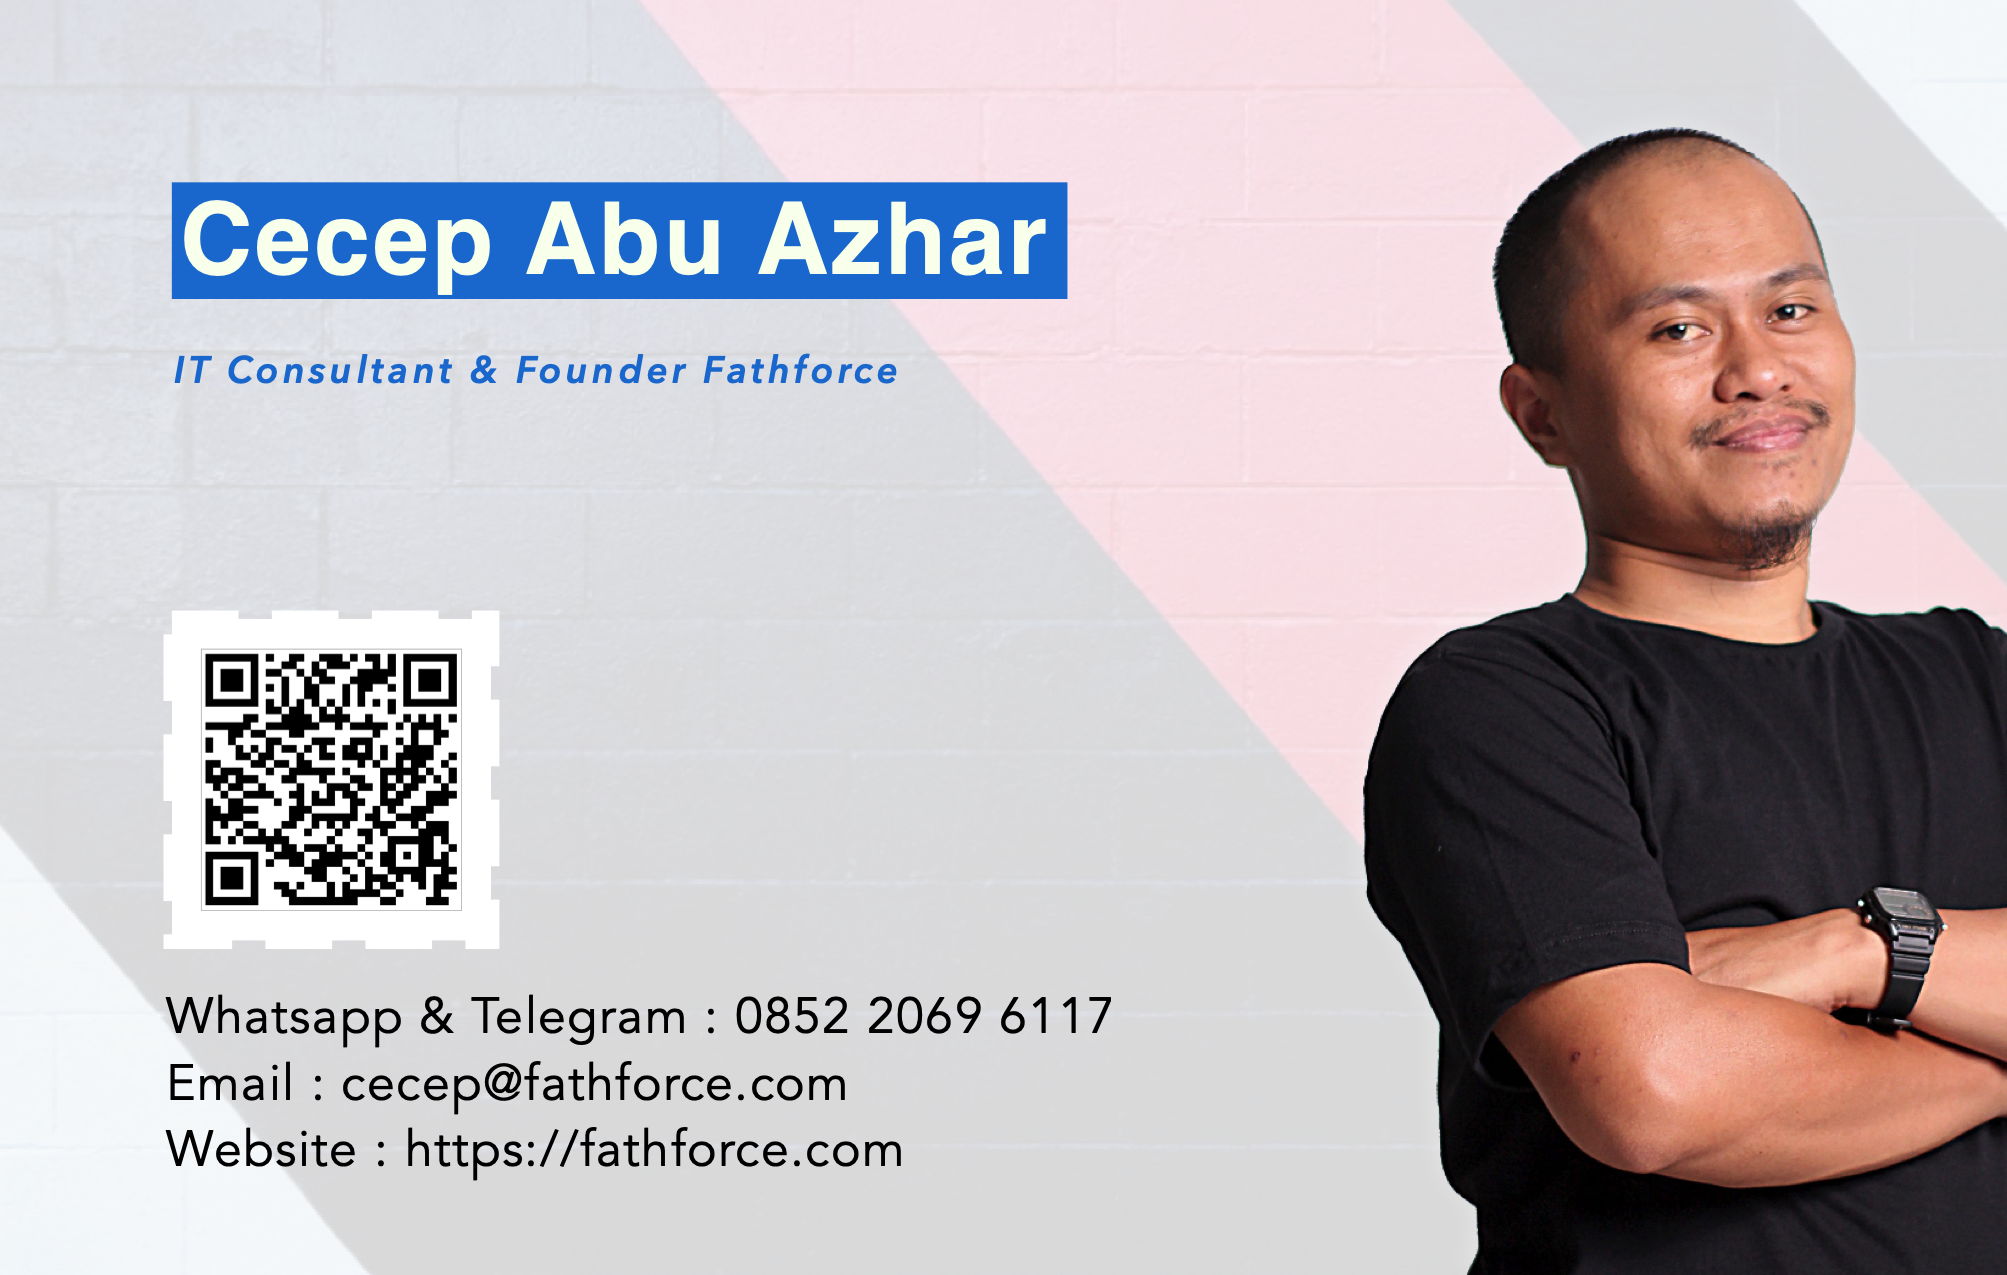 Cecep Abu Azhar
IT Consultant & Founder Fathforce
Whatsapp & Telegram : 0852 2069 6117
Email : cecep@fathforce.com
Website : https://fathforce.com